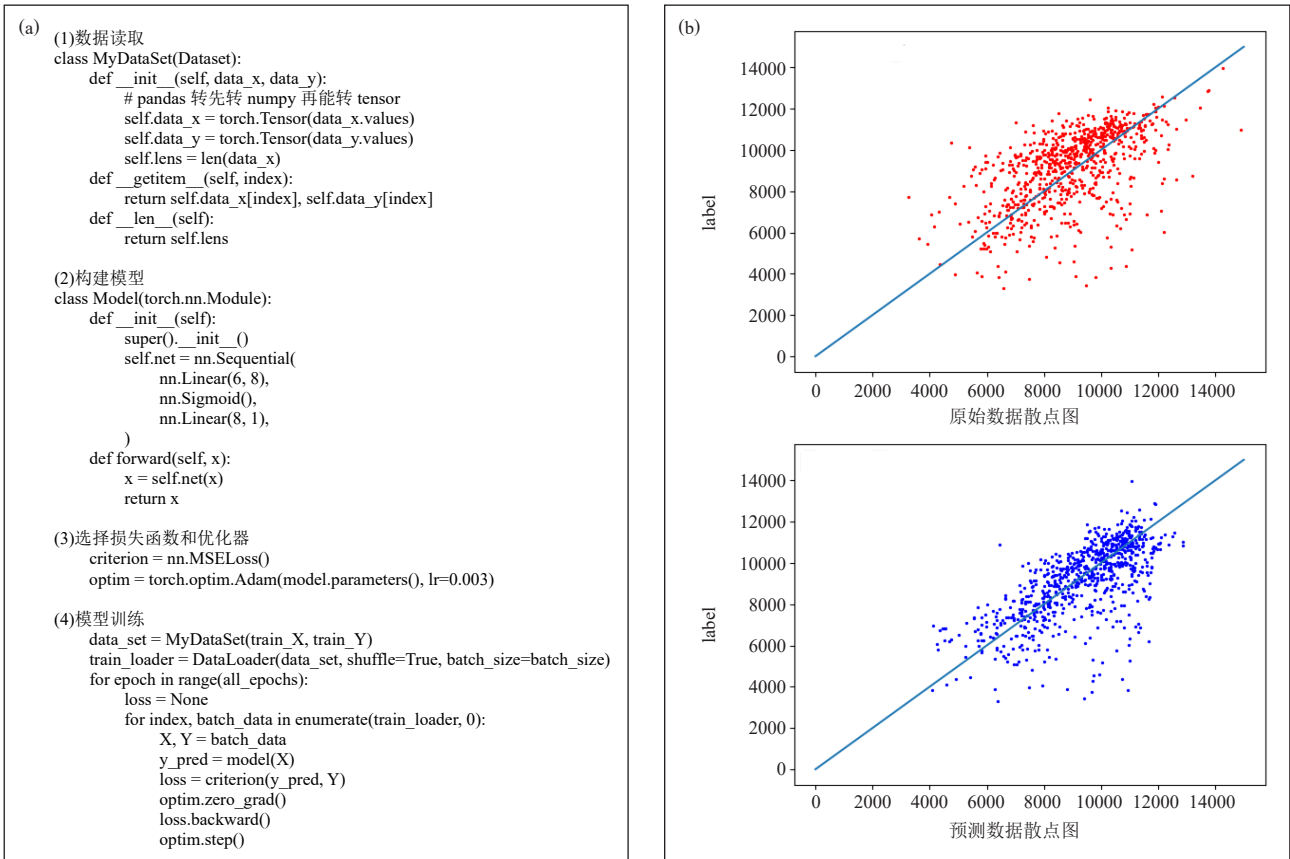 (a)
(1)数据读取
class MyDataSet(Dataset):
def __init__(self, data_x, data_y):
# pandas 转先转 numpy 再能转 tensor
self.data_x = torch.Tensor(data_x.values)
self.data_y = torch.Tensor(data_y.values)
self.lens = len(data_x)
def __getitem__(self, index):
return self.data_x[index], self.data_y[index]
def __len__(self):
return self.lens
(2)构建模型
class Model(torch.nn.Module):
def __init__(self):
super().__init__()
self.net = nn.Sequential(
nn.Linear(6, 8),
nn.Sigmoid(),
nn.Linear(8, 1),
)
def forward(self, x):
x = self.net(x)
return x
(3)选择损失函数和优化器
criterion = nn.MSELoss()
optim = torch.optim.Adam(model.parameters(), lr=0.003)
(4)模型训练
data_set = MyDataSet(train_X, train_Y)
train_loader = DataLoader(data_set, shuffle=True, batch_size=batch_size)
for epoch in range(all_epochs):
loss = None
for index, batch_data in enumerate(train_loader, 0):
X, Y = batch_data
y_pred = model(X)
loss = criterion(y_pred, Y)
optim.zero_grad()
loss.backward()
optim.step()
(b)
14000
12000
10000
8000
6000
4000
2000
0
label
0 2000 4000 6000 8000 10000 12000 14000
原始数据散点图
14000
12000
10000
8000
6000
4000
2000
0
label
0 2000 4000 6000 8000 10000 12000 14000
预测数据散点图